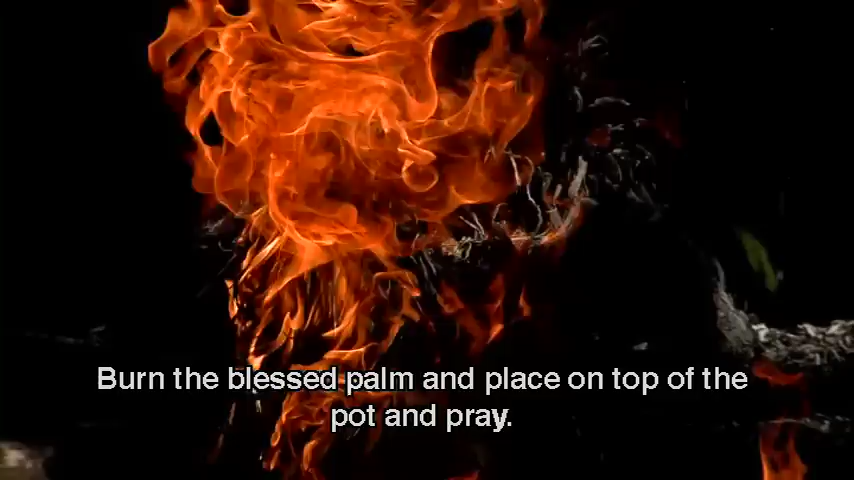 Burn the blessed palm and place on top of the
pot and pray.